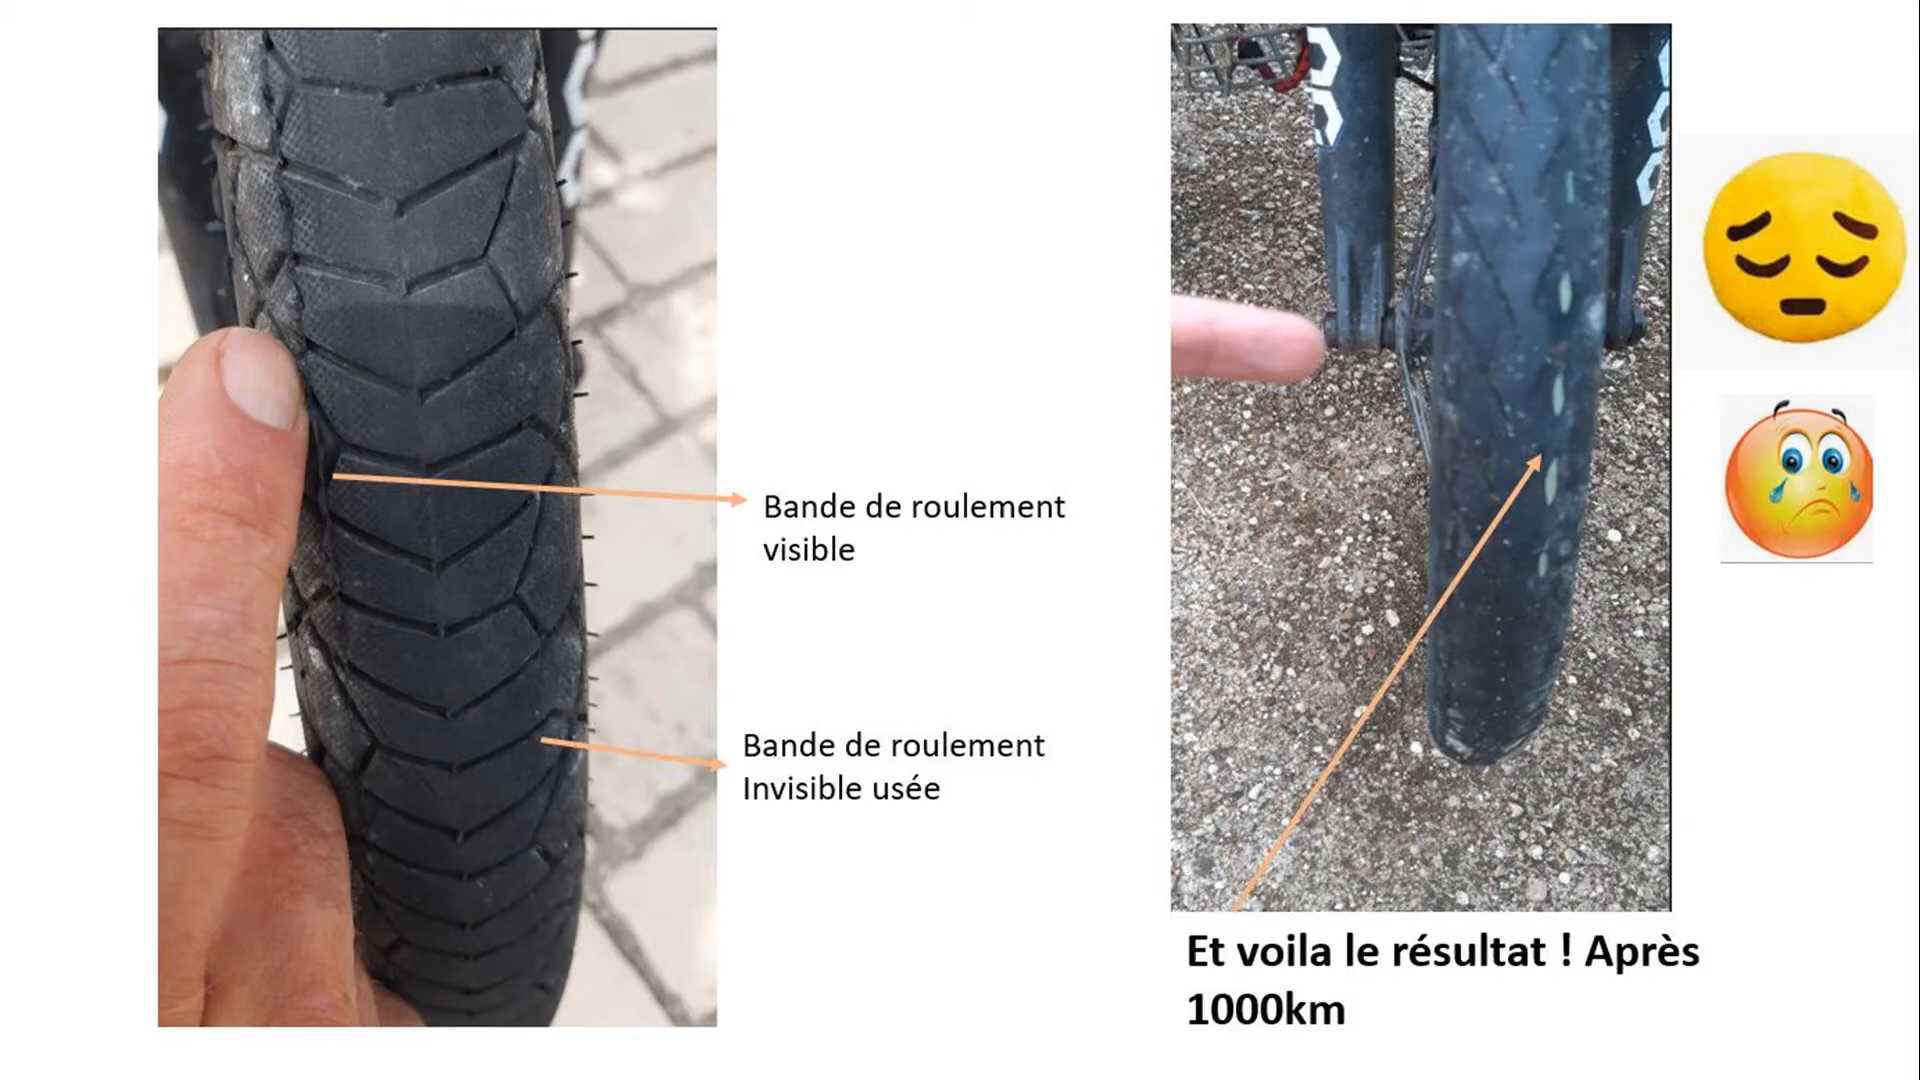 Bande de roulement
visible
Bande de roulement
Invisible usée
Et voila le résultat ! Après
1000km